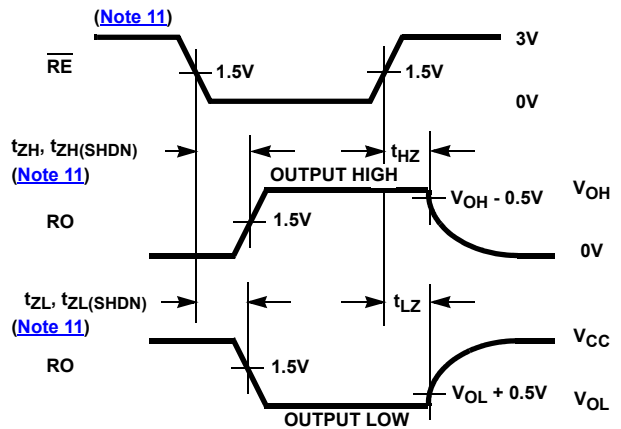 (Note 11)
RE
3V
1.5V
1.5V
0V
tZH, tZH(SHDN)
(Note 11)
tHZ
OUTPUT HIGH
VOH - 0.5V
VOH
RO
1.5V
0V
tZL, tZL(SHDN)
(Note 11)
tLZ
VCC
RO
1.5V
VOL + 0.5V
VOL
OUTPUT LOW